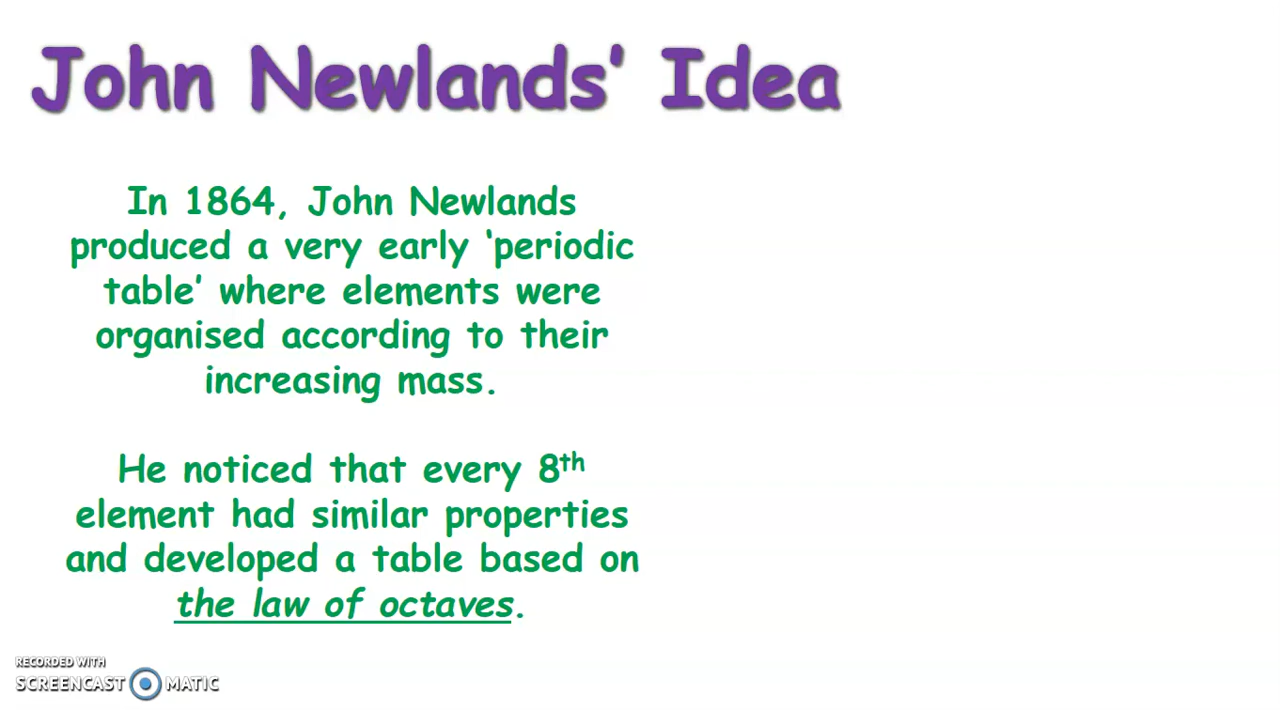 John Newlands’ Idea
In 1864, John Newlands
produced a very early ‘periodic
table’ where elements were
organised according to their
increasing mass.
He noticed that every 8th
element had similar properties
and developed a table based on
the law of octaves.
RECORDED WITH
SCREENCAST MATIC